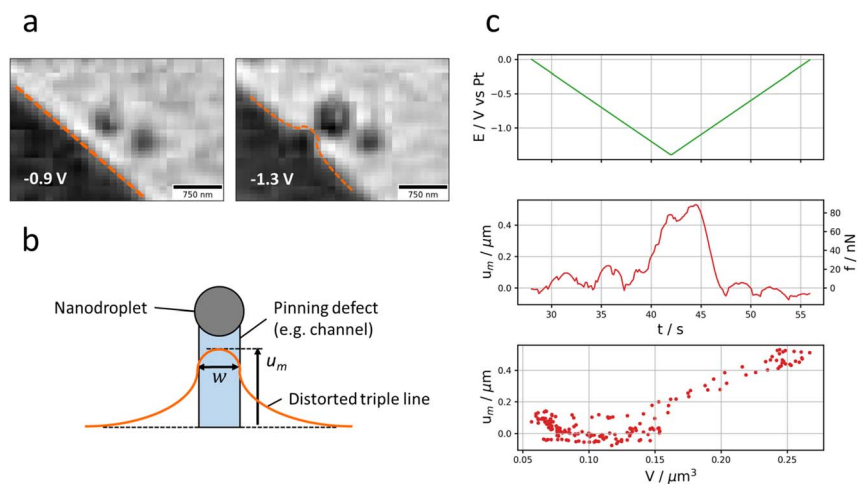 a
-0.9 V
750 nm
-1.3 V
750 nm
b
Nanodroplet
Pinning defect
(e.g. channel)
u_m
w
Distorted triple line
c
0.0
−0.5
−1.0
E / V vs Pt
0.4
0.2
0.0
u_m / μm
80
60
40
20
0
f / nN
30 35 40 45 50 55
t / s
0.4
0.2
0.0
u_m / μm
0.05 0.10 0.15 0.20 0.25
V / μm³